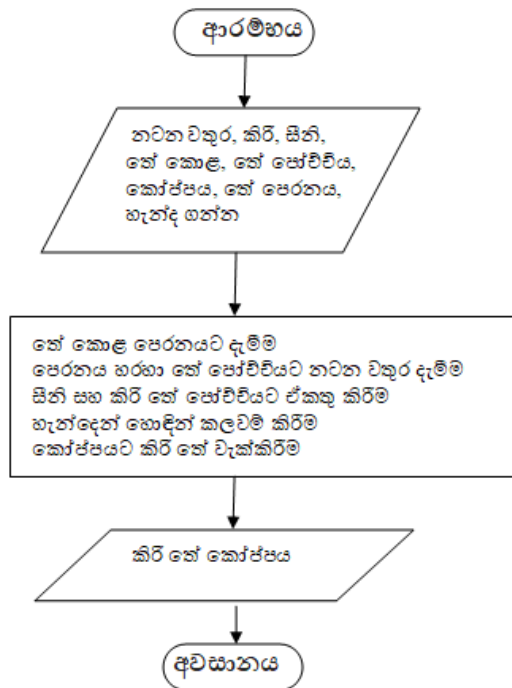 ආරම්භය
නටන වතුර, කිරි, සීනි,
තේ කොළ, තේ පෝච්චිය,
කෝප්පය, තේ පෙරනය,
හැන්ද ගන්න
තේ කොළ පෙරනයට දැම්ම
පෙරනය හරහා තේ පෝච්චියට නටන වතුර දැම්ම
සීනි සහ කිරි තේ පෝච්චියට ඒකතු කිරීම
හැන්දෙන් හොඳින් කලවම් කිරීම
කෝප්පයට කිරි තේ වැක්කිරීම
කිරි තේ කෝප්පය
අවසානය